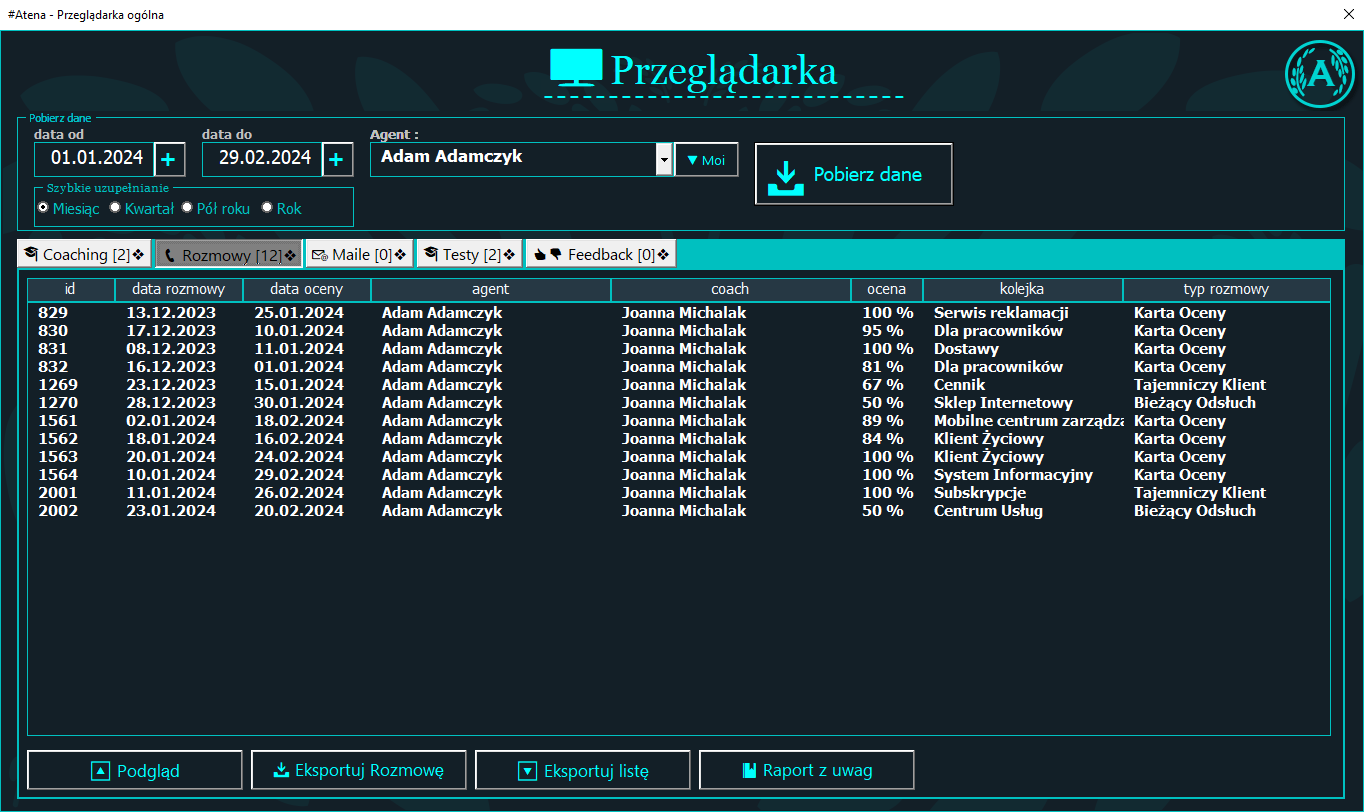 #Atena - Przeglądarka ogólna
Przeglądarka
A
Pobierz dane
data od data do Agent :
01.01.2024 + 29.02.2024 + Adam Adamczyk Moi Pobierz dane
Szybkie uzupełnianie
Miesiąc Kwartał Pół roku Rok
Coaching [2] Rozmowy [12] Maile [0] Testy [2] Feedback [0]
id data rozmowy data oceny agent coach ocena kolejka typ rozmowy
829 13.12.2023 25.01.2024 Adam Adamczyk Joanna Michalak 100 % Serwis reklamacji Karta Oceny
830 17.12.2023 10.01.2024 Adam Adamczyk Joanna Michalak 95 % Dla pracowników Karta Oceny
831 08.12.2023 11.01.2024 Adam Adamczyk Joanna Michalak 100 % Dostawy Karta Oceny
832 16.12.2023 01.01.2024 Adam Adamczyk Joanna Michalak 81 % Dla pracowników Karta Oceny
1269 23.12.2023 15.01.2024 Adam Adamczyk Joanna Michalak 67 % Cennik Tajemniczy Klient
1270 28.12.2023 30.01.2024 Adam Adamczyk Joanna Michalak 50 % Sklep Internetowy Bieżący Odsłuch
1561 02.01.2024 18.02.2024 Adam Adamczyk Joanna Michalak 89 % Mobilne centrum zarządza Karta Oceny
1562 18.01.2024 16.02.2024 Adam Adamczyk Joanna Michalak 84 % Klient Życiowy Karta Oceny
1563 20.01.2024 24.02.2024 Adam Adamczyk Joanna Michalak 100 % Klient Życiowy Karta Oceny
1564 10.01.2024 29.02.2024 Adam Adamczyk Joanna Michalak 100 % System Informacyjny Karta Oceny
2001 11.01.2024 26.02.2024 Adam Adamczyk Joanna Michalak 100 % Subskrypcje Tajemniczy Klient
2002 23.01.2024 20.02.2024 Adam Adamczyk Joanna Michalak 50 % Centrum Usług Bieżący Odsłuch
Podgląd Eksportuj Rozmowę Eksportuj listę Raport z uwag